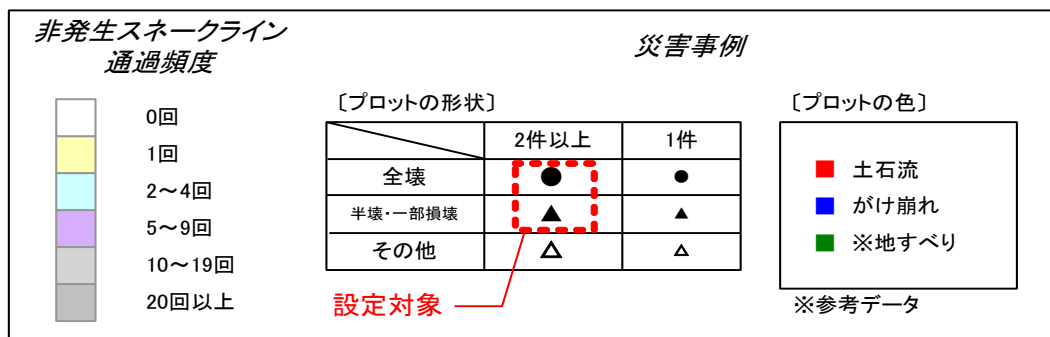 非発生スネークライン
通過頻度
0回
1回
2～4回
5～9回
10～19回
20回以上
災害事例
〔プロットの形状〕
2件以上 1件
全壊
半壊・一部損壊
その他
設定対象
〔プロットの色〕
土石流
がけ崩れ
※地すべり
※参考データ